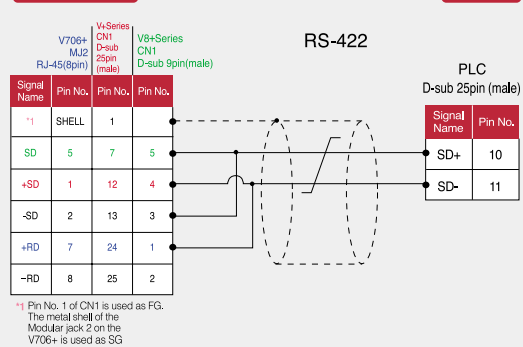 RS-422
V706+
MJ2
RJ-45(8pin)
V+Series
CN1
D-sub
25pin
(male)
V8+Series
CN1
D-sub 9pin(male)
Signal Name Pin No. Pin No. Pin No.
*1 SHELL 1
SD 5 7 5
+SD 1 12 4
-SD 2 13 3
+RD 7 24 1
-RD 8 25 2
*1 Pin No. 1 of CN1 is used as FG.
The metal shell of the
Modular jack 2 on the
V706+ is used as SG
PLC
D-sub 25pin (male)
Signal Name Pin No.
SD+ 10
SD- 11